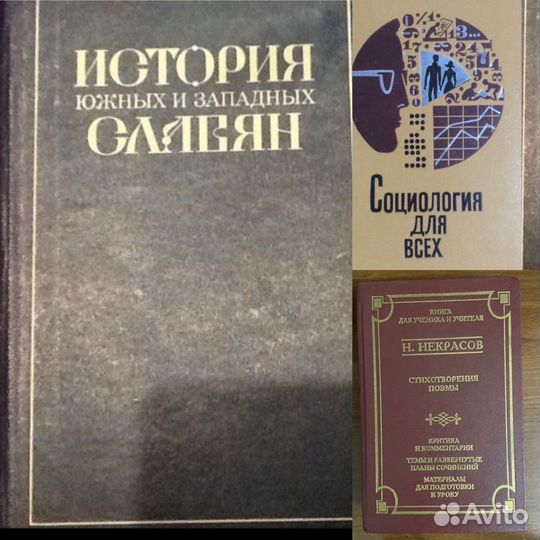 ИСТОРИЯ
ЮЖНЫХ И ЗАПАДНЫХ
СЛАВЯН
Социология
для
всех
КНИГА
ДЛЯ УЧЕНИКА И УЧИТЕЛЯ
Н. НЕКРАСОВ
СТИХОТВОРЕНИЯ
ПОЭМЫ
КРИТИКА
И КОММЕНТАРИИ
ТЕМЫ И РАЗВЕРНУТЫЕ
ПЛАНЫ СОЧИНЕНИЙ
МАТЕРИАЛЫ
ДЛЯ ПОДГОТОВКИ
К УРОКУ
Avito